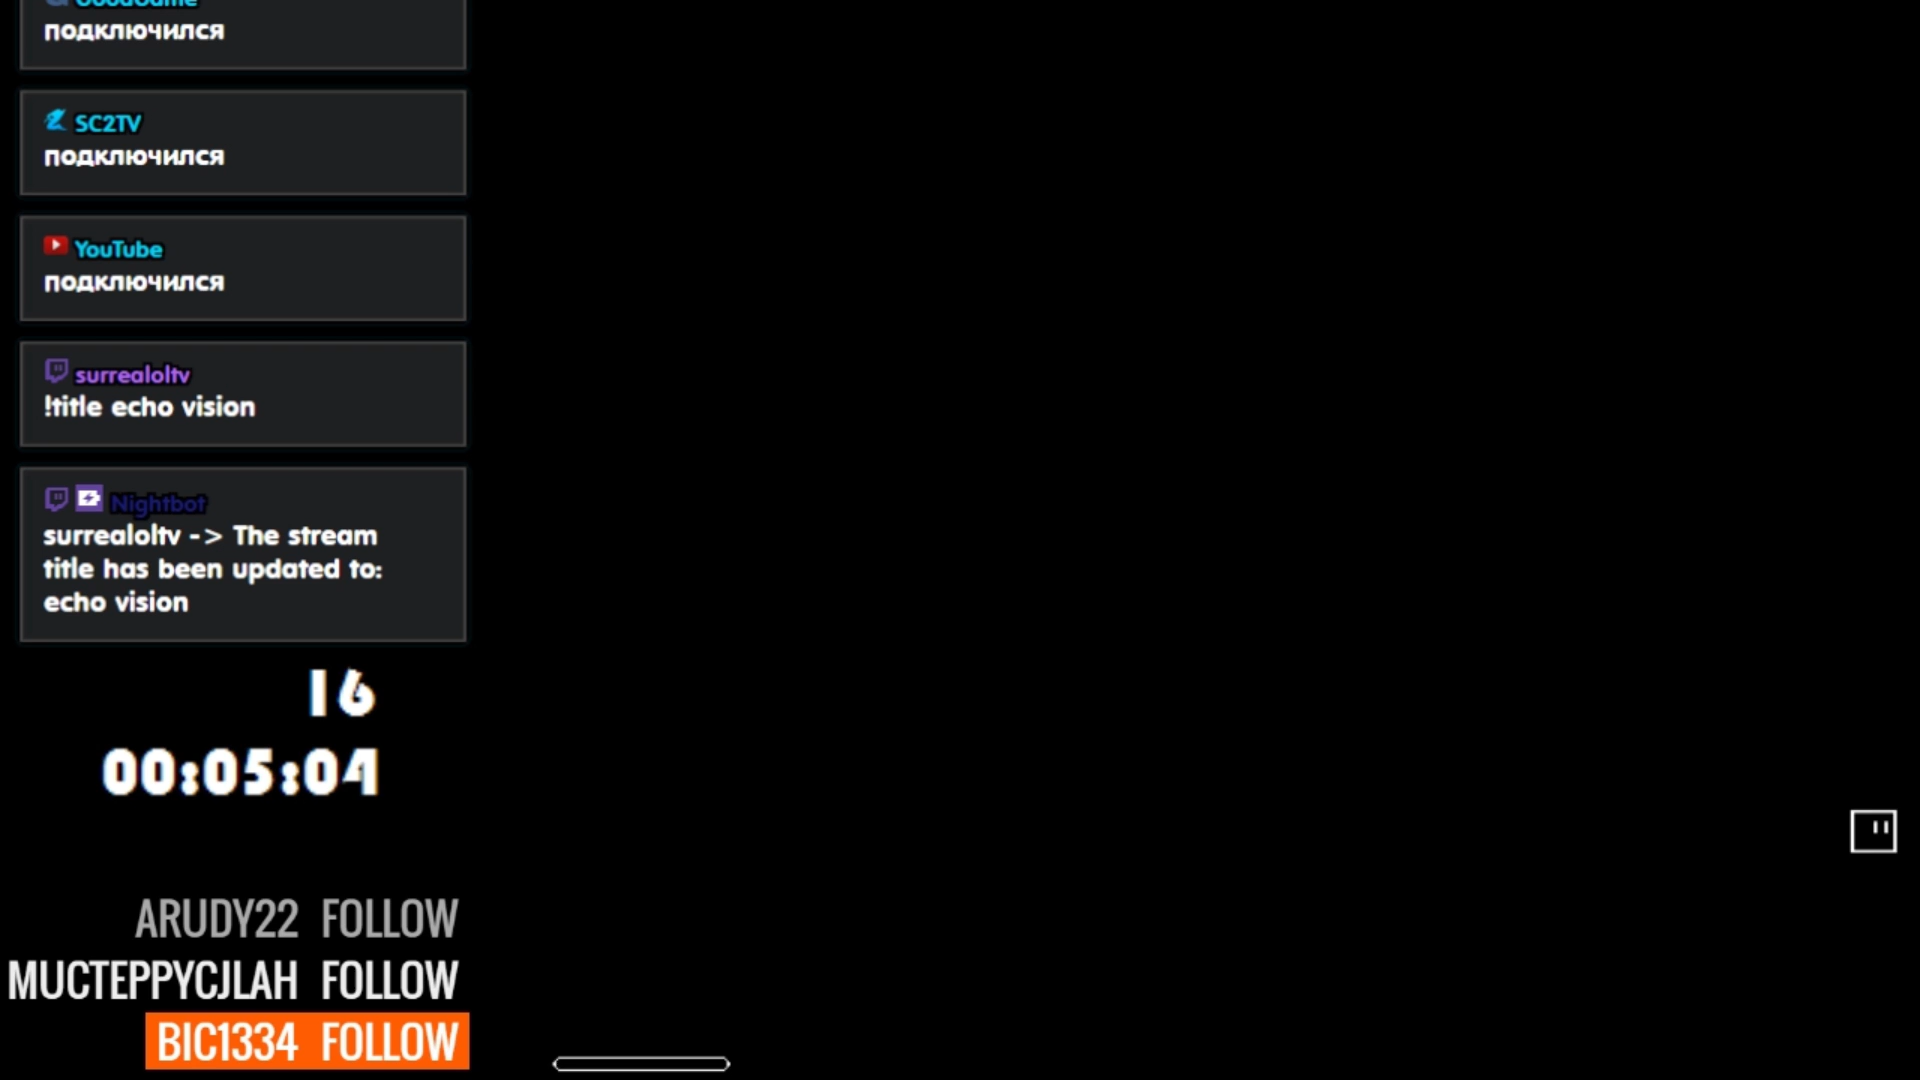 GoodGame
подключился
SC2TV
подключился
YouTube
подключился
surrealoltv
!title echo vision
Nightbot
surrealoltv -> The stream
title has been updated to:
echo vision
16
00:05:04
ARUDY22 FOLLOW
MUCTEPPYCJLAH FOLLOW
BIC1334 FOLLOW